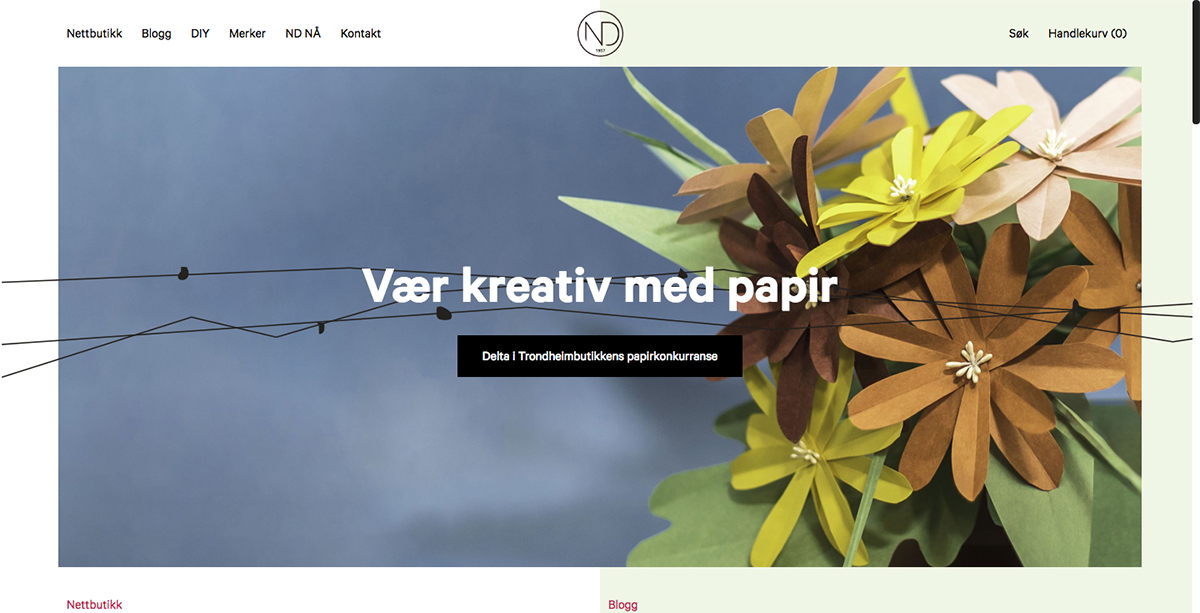 Nettbutikk Blogg DIY Merker ND NÅ Kontakt
ND
1907
Søk Handlekurv (0)
Vær kreativ med papir
Delta i Trondheimbutikkens papirkonkurranse
Nettbutikk
Blogg